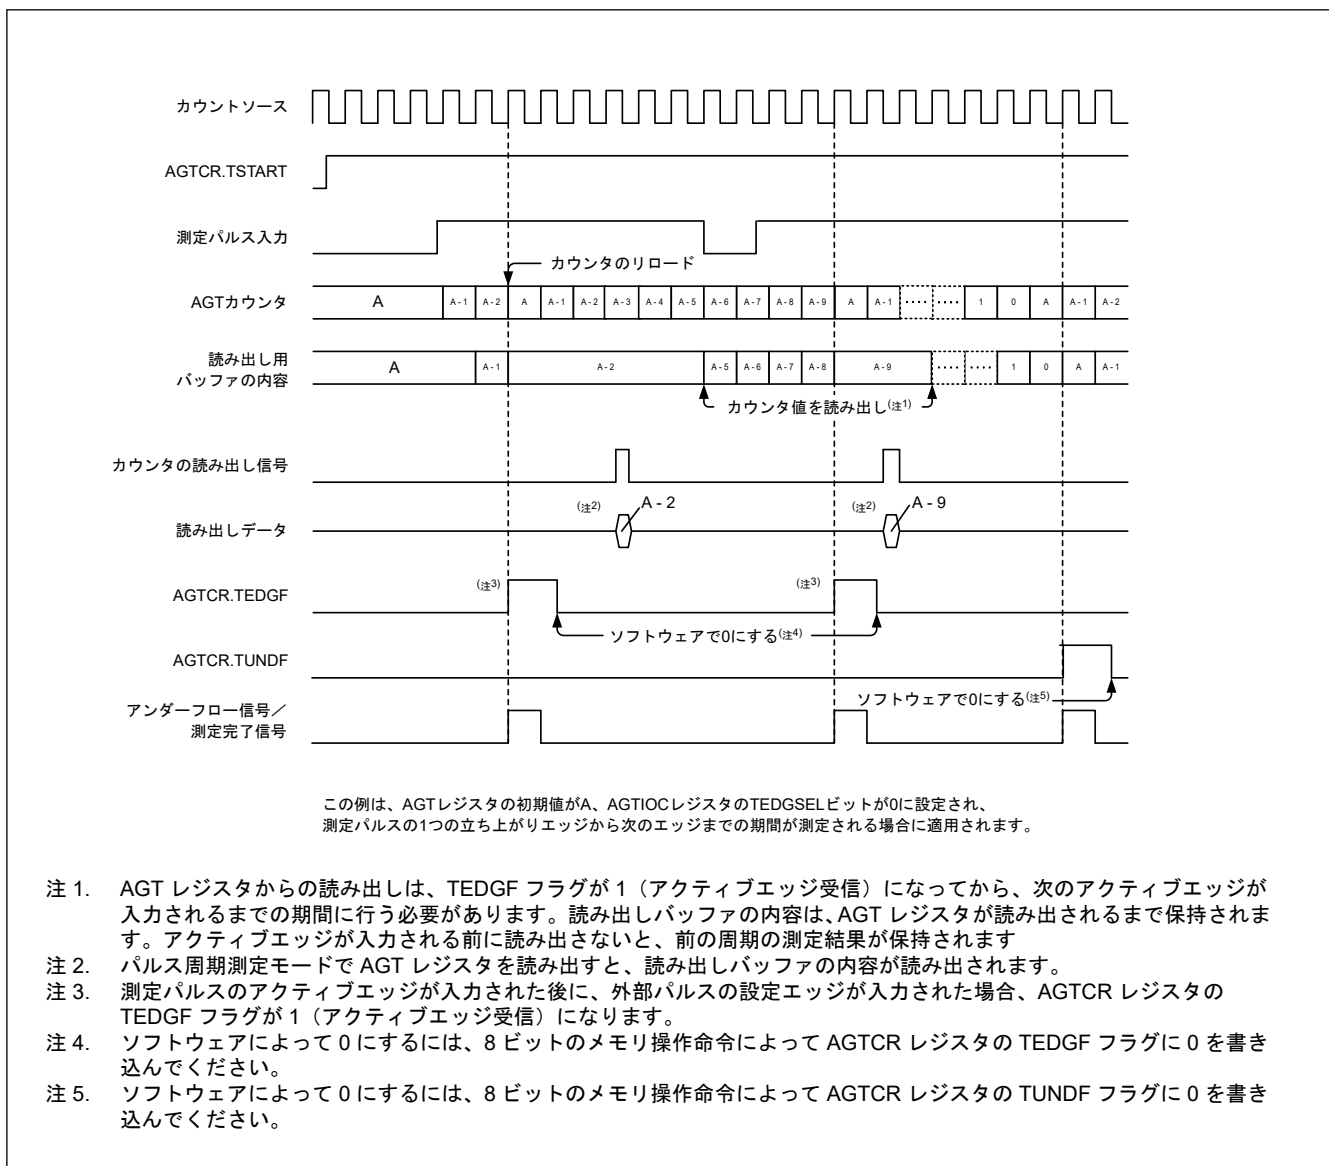 カウントソース
AGTCR.TSTART
測定パルス入力
カウンタのリロード
AGTカウンタ
A A-1 A-2 A A-1 A-2 A-3 A-4 A-5 A-6 A-7 A-8 A-9 A A-1 ···· ···· 1 0 A A-1 A-2
読み出し用
バッファの内容
A A-1 A-2 A-5 A-6 A-7 A-8 A-9 ···· ···· 1 0 A A-1
カウンタ値を読み出し(注1)
カウンタの読み出し信号
(注2) A-2 (注2) A-9
読み出しデータ
(注3) (注3)
AGTCR.TEDGF
ソフトウェアで0にする(注4)
AGTCR.TUNDF
ソフトウェアで0にする(注5)
アンダーフロー信号／
測定完了信号
この例は、AGTレジスタの初期値がA、AGTIOCレジスタのTEDGSELビットが0に設定され、
測定パルスの1つの立ち上がりエッジから次のエッジまでの期間が測定される場合に適用されます。
注 1. AGT レジスタからの読み出しは、TEDGF フラグが 1（アクティブエッジ受信）になってから、次のアクティブエッジが
入力されるまでの期間に行う必要があります。読み出しバッファの内容は、AGT レジスタが読み出されるまで保持されま
す。アクティブエッジが入力される前に読み出さないと、前の周期の測定結果が保持されます
注 2. パルス周期測定モードで AGT レジスタを読み出すと、読み出しバッファの内容が読み出されます。
注 3. 測定パルスのアクティブエッジが入力された後に、外部パルスの設定エッジが入力された場合、AGTCR レジスタの
TEDGF フラグが 1（アクティブエッジ受信）になります。
注 4. ソフトウェアによって 0 にするには、8 ビットのメモリ操作命令によって AGTCR レジスタの TEDGF フラグに 0 を書き
込んでください。
注 5. ソフトウェアによって 0 にするには、8 ビットのメモリ操作命令によって AGTCR レジスタの TUNDF フラグに 0 を書き
込んでください。